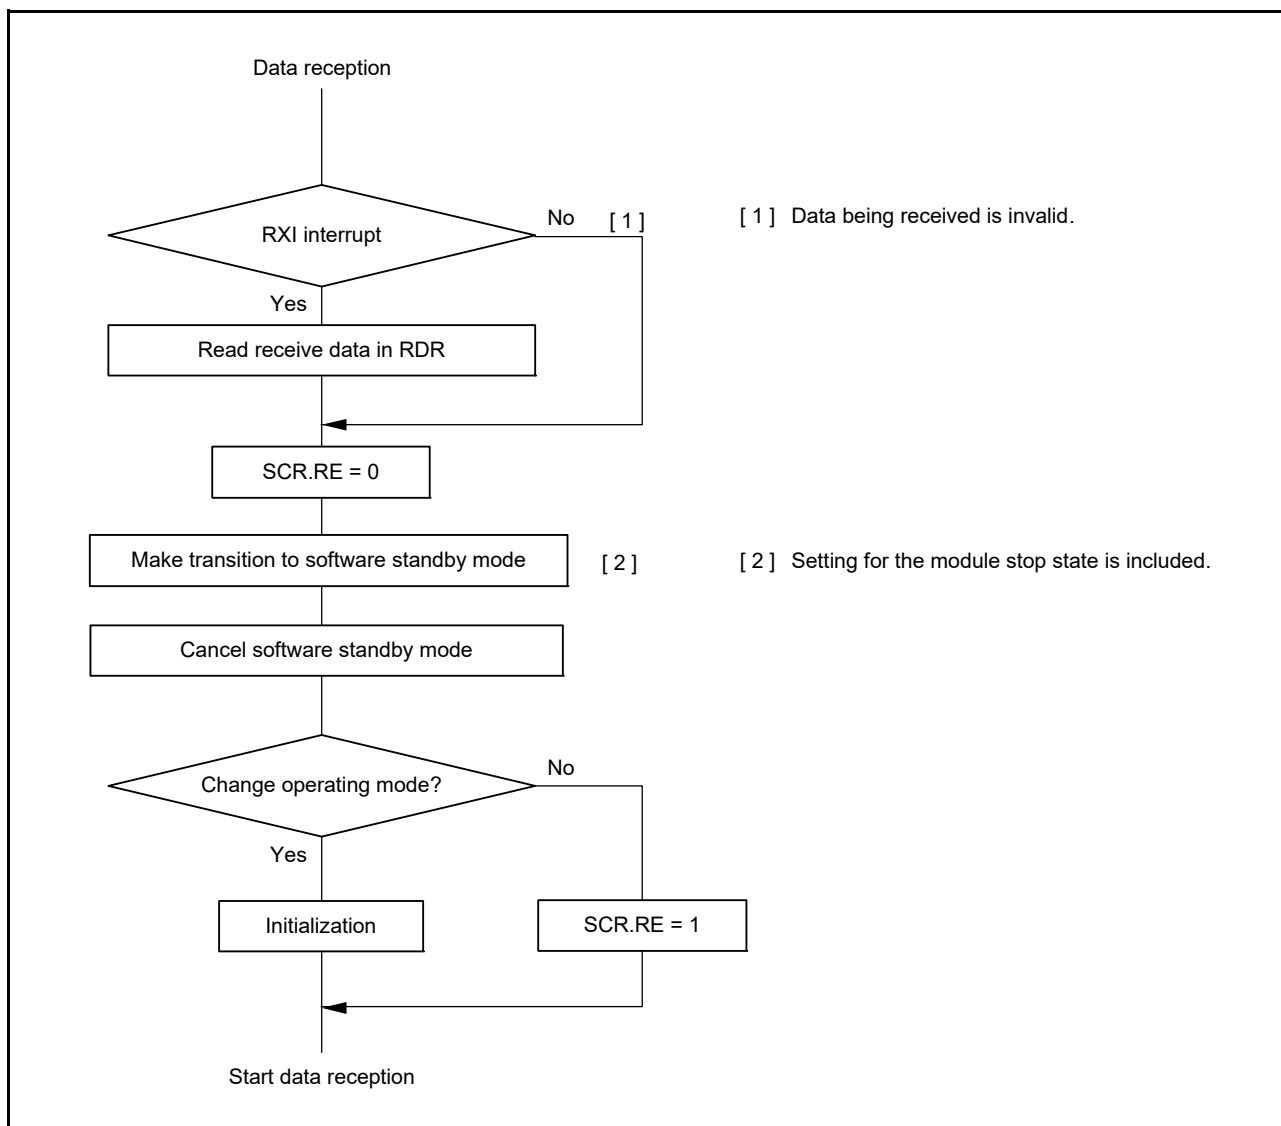 Data reception
RXI interrupt
No [ 1 ]
[ 1 ] Data being received is invalid.
Yes
Read receive data in RDR
SCR.RE = 0
Make transition to software standby mode
[ 2 ]
[ 2 ] Setting for the module stop state is included.
Cancel software standby mode
Change operating mode?
No
Yes
Initialization
SCR.RE = 1
Start data reception